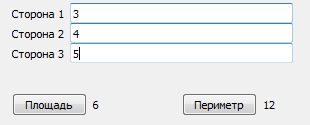 Сторона 1 3
Сторона 2 4
Сторона 3 5
Площадь 6 Периметр 12